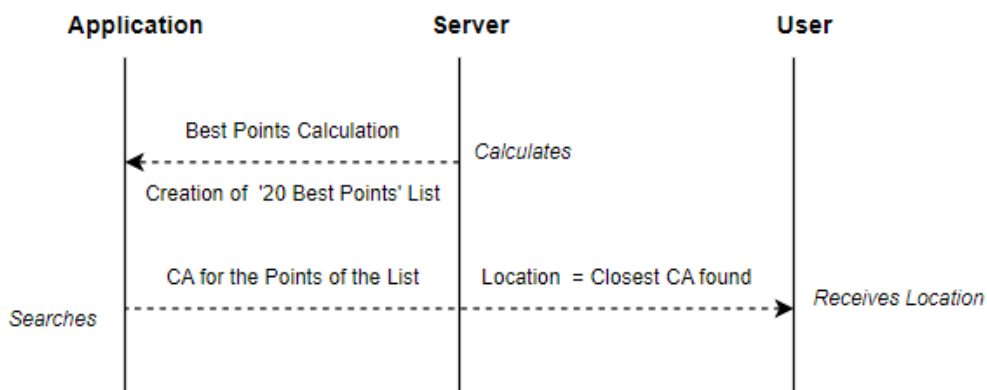 Application
Server
User
Best Points Calculation
Calculates
Creation of '20 Best Points' List
CA for the Points of the List
Location = Closest CA found
Receives Location
Searches